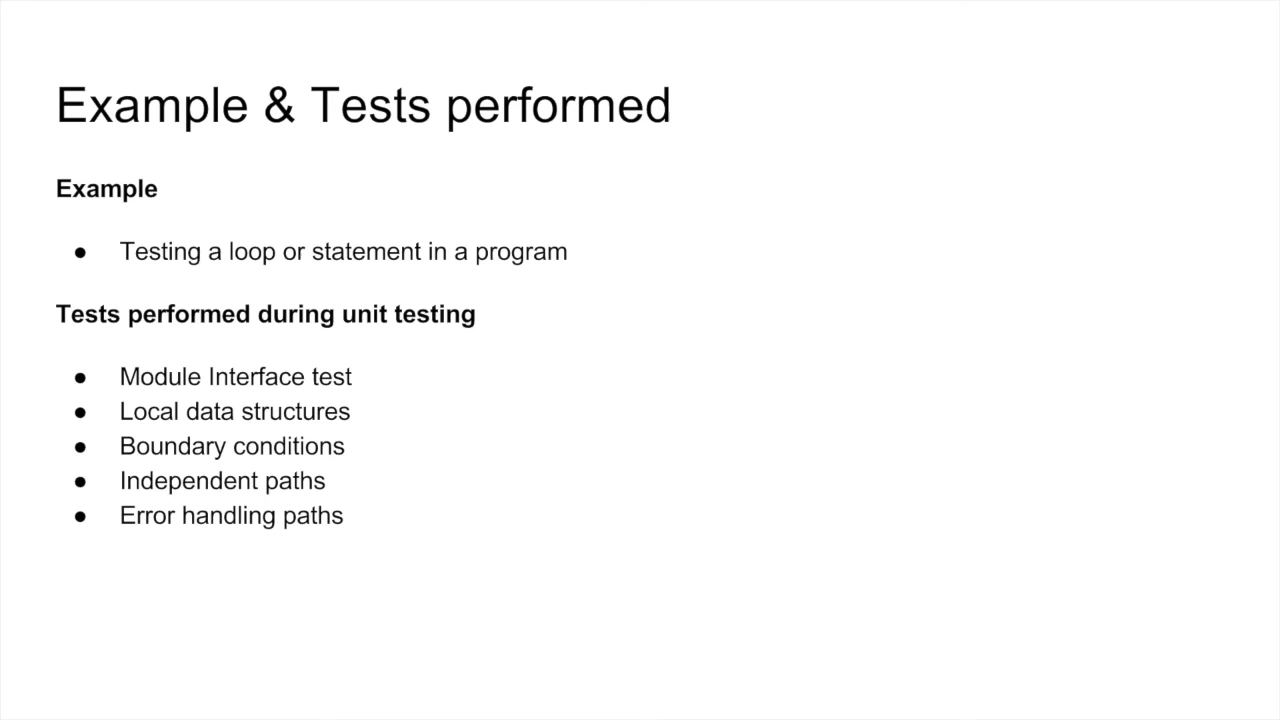 Example & Tests performed
Example
● Testing a loop or statement in a program
Tests performed during unit testing
● Module Interface test
● Local data structures
● Boundary conditions
● Independent paths
● Error handling paths